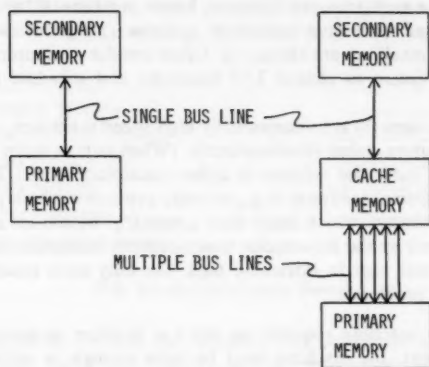 SECONDARY
MEMORY
SECONDARY
MEMORY
SINGLE BUS LINE
PRIMARY
MEMORY
CACHE
MEMORY
MULTIPLE BUS LINES
PRIMARY
MEMORY